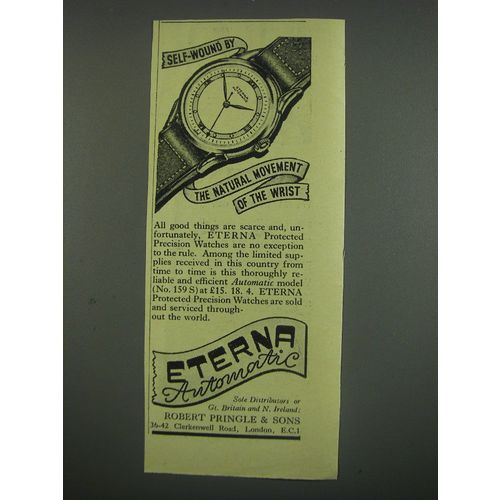 SELF-WOUND BY
ETERNA
THE NATURAL MOVEMENT
OF THE WRIST
All good things are scarce and, un-
fortunately, ETERNA Protected
Precision Watches are no exception
to the rule. Among the limited sup-
plies received in this country from
time to time is this thoroughly re-
liable and efficient Automatic model
(No. 159 S) at £15. 18. 4. ETERNA
Protected Precision Watches are sold
and serviced through-
out the world.
ETERNA
Automatic
Sole Distributors or
Gt. Britain and N. Ireland:
ROBERT PRINGLE & SONS
36-42 Clerkenwell Road, London, E.C.1